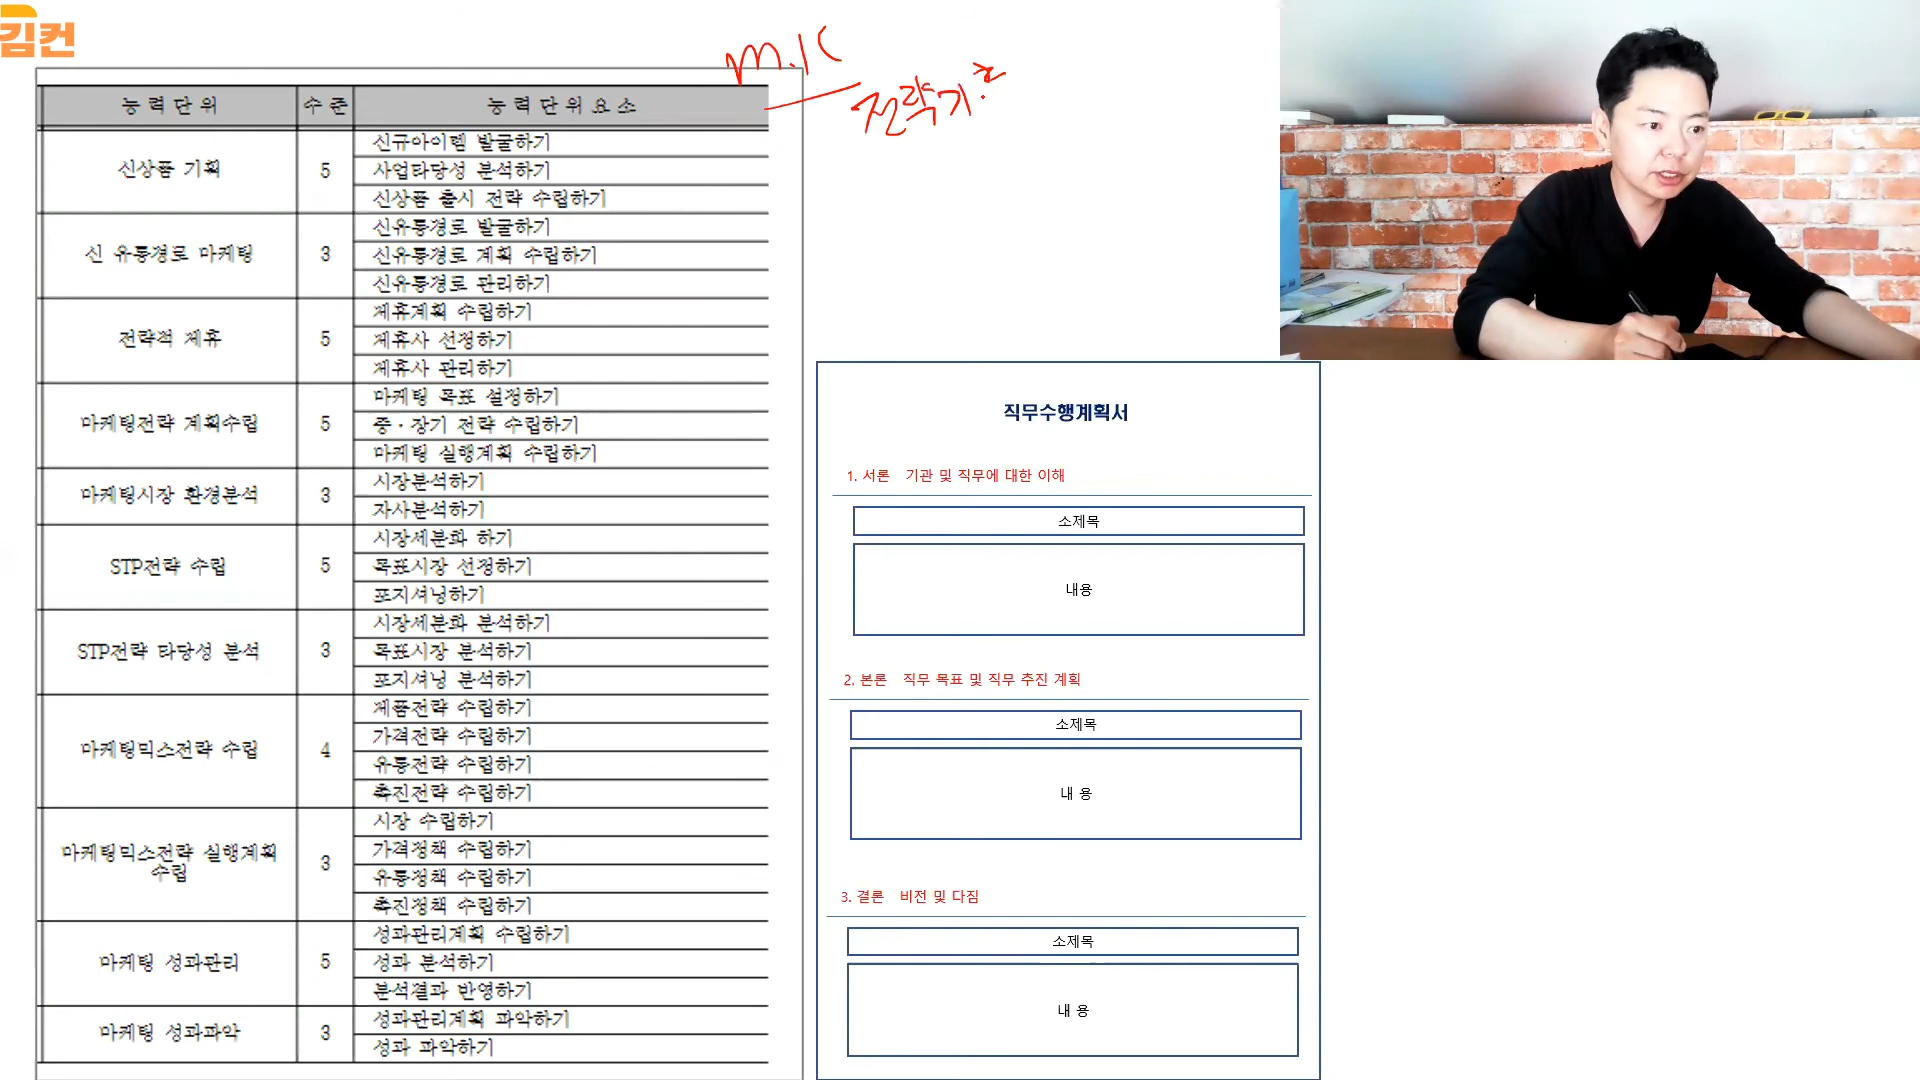 김컨
M.K
전략기획
능력단위 수준 능력단위요소
신상품 기획 5 신규아이템 발굴하기
사업타당성 분석하기
신상품 출시 전략 수립하기
신 유통경로 마케팅 3 신유통경로 발굴하기
신유통경로 계획 수립하기
신유통경로 관리하기
전략적 제휴 5 제휴계획 수립하기
제휴사 선정하기
제휴사 관리하기
마케팅전략 계획수립 5 마케팅 목표 설정하기
중·장기 전략 수립하기
마케팅 실행계획 수립하기
마케팅시장 환경분석 3 시장분석하기
자사분석하기
STP전략 수립 5 시장세분화 하기
목표시장 선정하기
포지셔닝하기
STP전략 타당성 분석 3 시장세분화 분석하기
목표시장 분석하기
포지셔닝 분석하기
마케팅믹스전략 수립 4 제품전략 수립하기
가격전략 수립하기
유통전략 수립하기
촉진전략 수립하기
마케팅믹스전략 실행계획
수립 3 시장 수립하기
가격정책 수립하기
유통정책 수립하기
촉진정책 수립하기
마케팅 성과관리 5 성과관리계획 수립하기
성과 분석하기
분석결과 반영하기
마케팅 성과파악 3 성과관리계획 파악하기
성과 파악하기
직무수행계획서
1. 서론 기관 및 직무에 대한 이해
소제목
내용
2. 본론 직무 목표 및 직무 추진 계획
소제목
내 용
3. 결론 비전 및 다짐
소제목
내 용